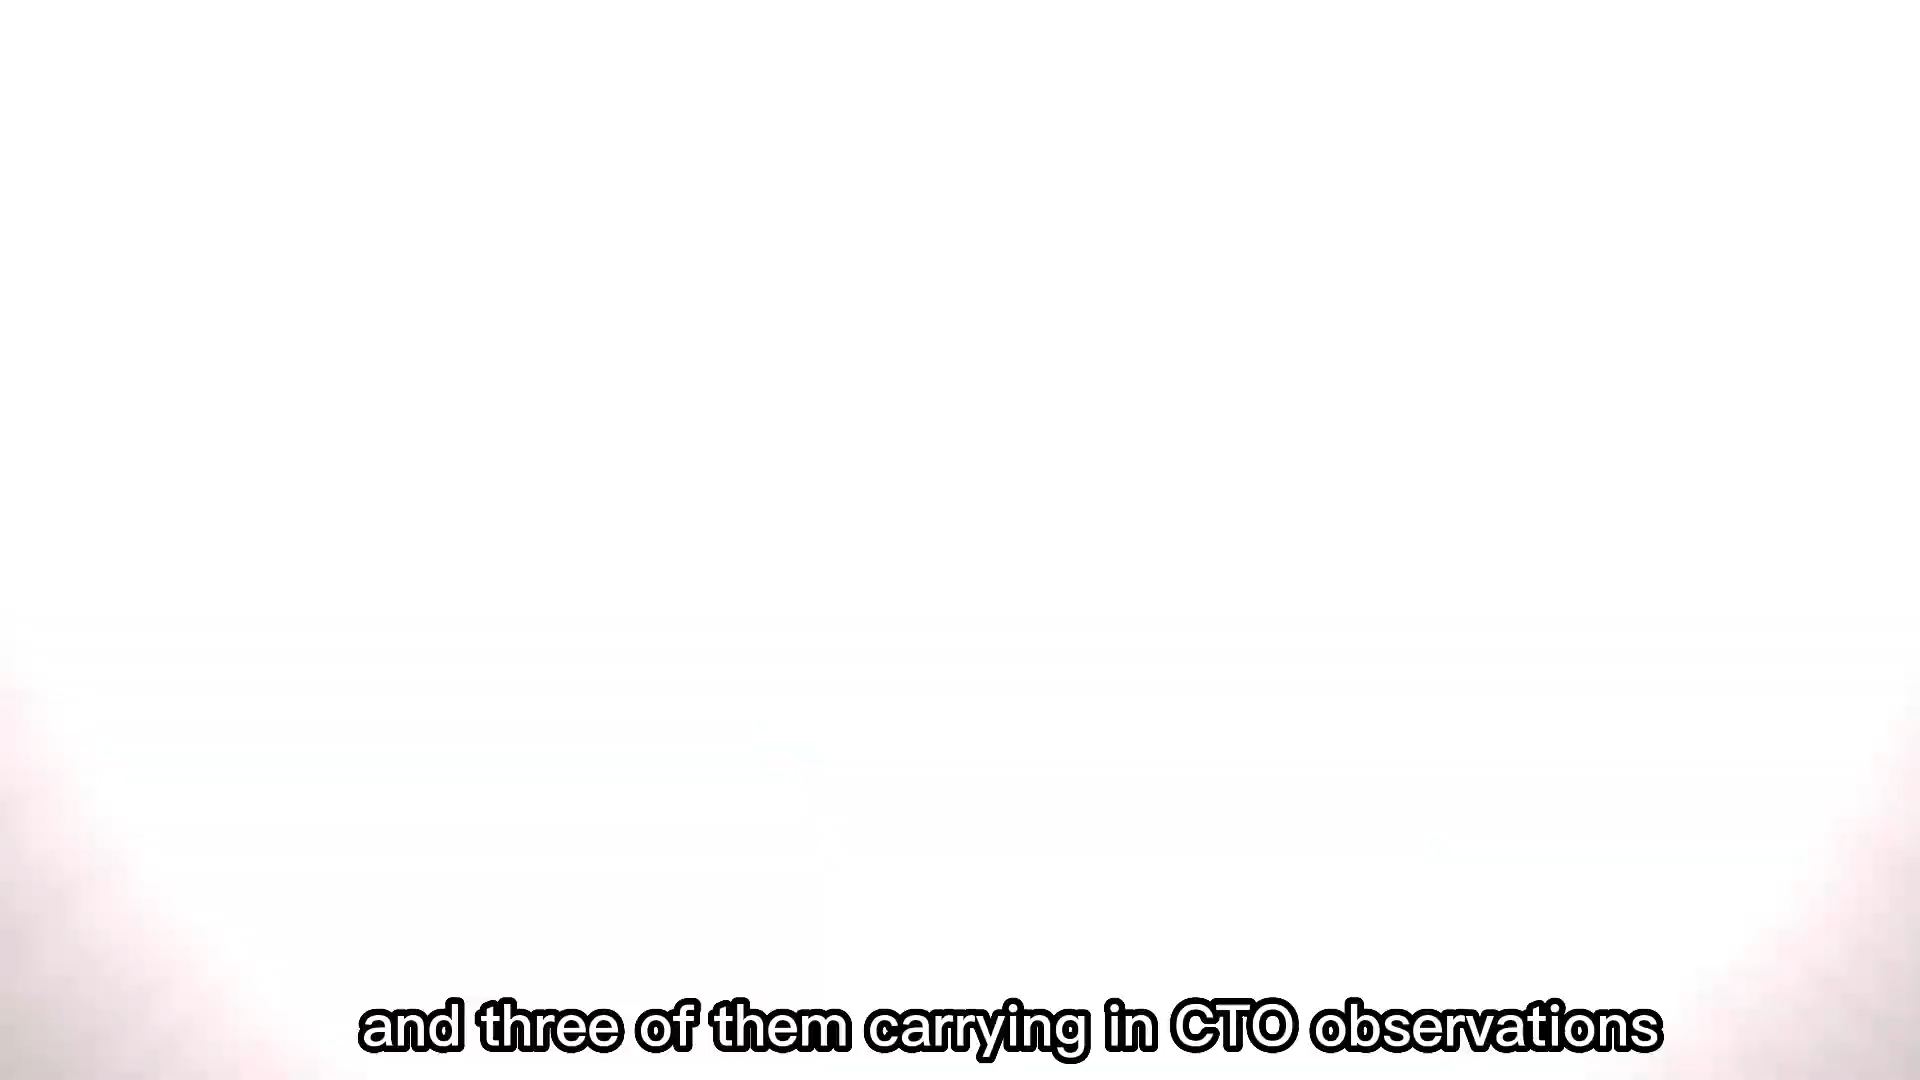 and three of them carrying in CTO observations